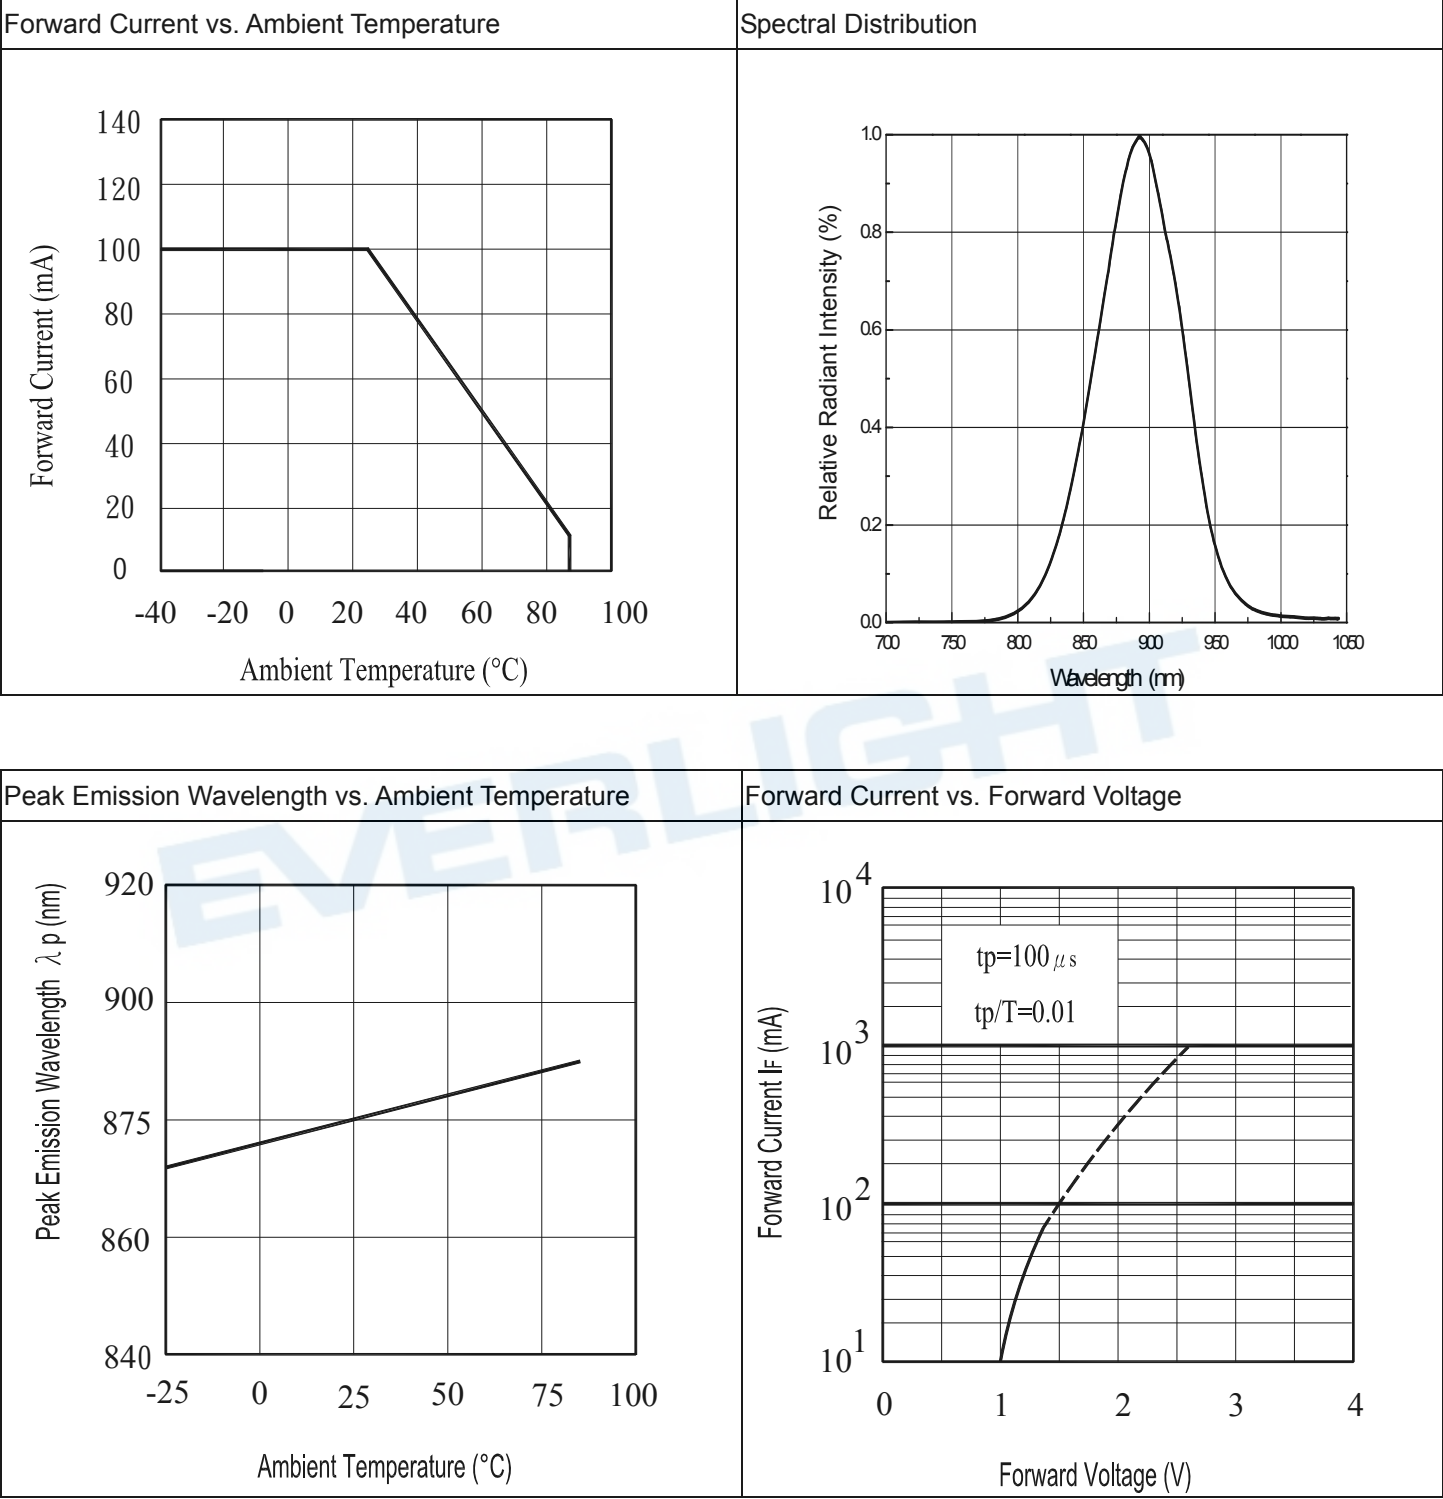 Forward Current vs. Ambient Temperature
Spectral Distribution
140
120
100
80
60
40
20
0
Forward Current (mA)
-40 -20 0 20 40 60 80 100
Ambient Temperature (°C)
1.0
0.8
0.6
0.4
0.2
0.0
Relative Radiant Intensity (%)
700 750 800 850 900 950 1000 1050
Wavelength (nm)
EVERLIGHT
Peak Emission Wavelength vs. Ambient Temperature
Forward Current vs. Forward Voltage
920
900
875
860
840
Peak Emission Wavelength λ p (nm)
-25 0 25 50 75 100
Ambient Temperature (°C)
10⁴
10³
10²
10¹
Forward Current IF (mA)
tp=100 μ s
tp/T=0.01
0 1 2 3 4
Forward Voltage (V)